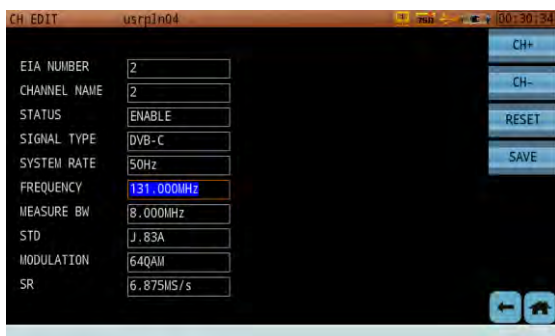 CH EDIT usrpln04 75Ω 00:30:34
CH+
EIA NUMBER 2
CH-
CHANNEL NAME 2
STATUS ENABLE
RESET
SIGNAL TYPE DVB-C
SYSTEM RATE 50Hz
SAVE
FREQUENCY 131.000MHz
MEASURE BW 8.000MHz
STD J.83A
MODULATION 64QAM
SR 6.875MS/s